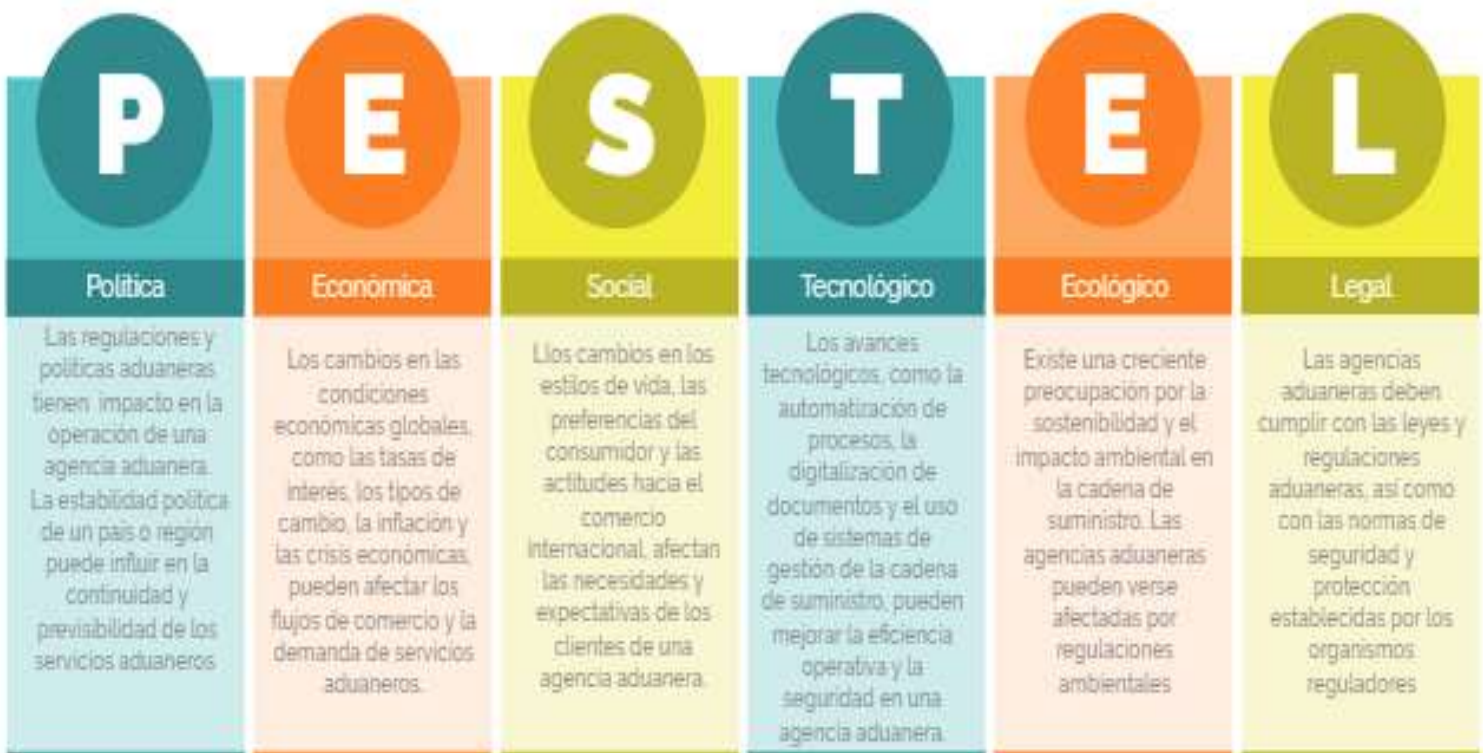 P
E
S
T
E
L
Política
Económica
Social
Tecnológico
Ecológico
Legal
Las regulaciones y
políticas aduaneras
tienen impacto en la
operación de una
agencia aduanera.
La estabilidad política
de un país o región
puede influir en la
continuidad y
previsibilidad de los
servicios aduaneros
Los cambios en las
condiciones
económicas globales,
como las tasas de
interés, los tipos de
cambio, la inflación y
las crisis económicas,
pueden afectar los
flujos de comercio y la
demanda de servicios
aduaneros.
Llos cambios en los
estilos de vida, las
preferencias del
consumidor y las
actitudes hacia el
comercio
internacional, afectan
las necesidades y
expectativas de los
clientes de una
agencia aduanera.
Los avances
tecnológicos, como la
automatización de
procesos, la
digitalización de
documentos y el uso
de sistemas de
gestión de la cadena
de suministro, pueden
mejorar la eficiencia
operativa y la
seguridad en una
agencia aduanera.
Existe una creciente
preocupación por la
sostenibilidad y el
impacto ambiental en
la cadena de
suministro. Las
agencias aduaneras
pueden verse
afectadas por
regulaciones
ambientales
Las agencias
aduaneras deben
cumplir con las leyes y
regulaciones
aduaneras, así como
con las normas de
seguridad y
protección
establecidas por los
organismos
reguladores